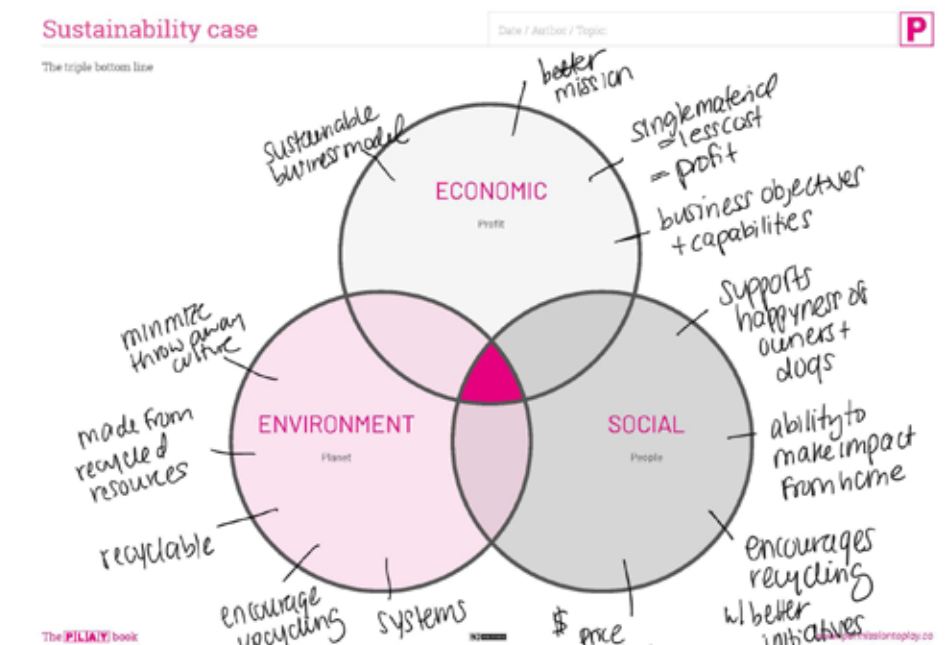 Sustainability case
Date / Author / Topic
P
The triple bottom line
better
mission
sustainable
business model
single material
= less cost
= profit
ECONOMIC
Profit
business objectives
+ capabilities
supports
happyness of
owners +
dogs
minimize
throw away
culture
made from
recycled
resources
ENVIRONMENT
Planet
SOCIAL
People
ability to
make impact
from home
recyclable
encourages
recycling
w/ better
initiatives
encourage
recycling
systems
$
price
The PLAY book